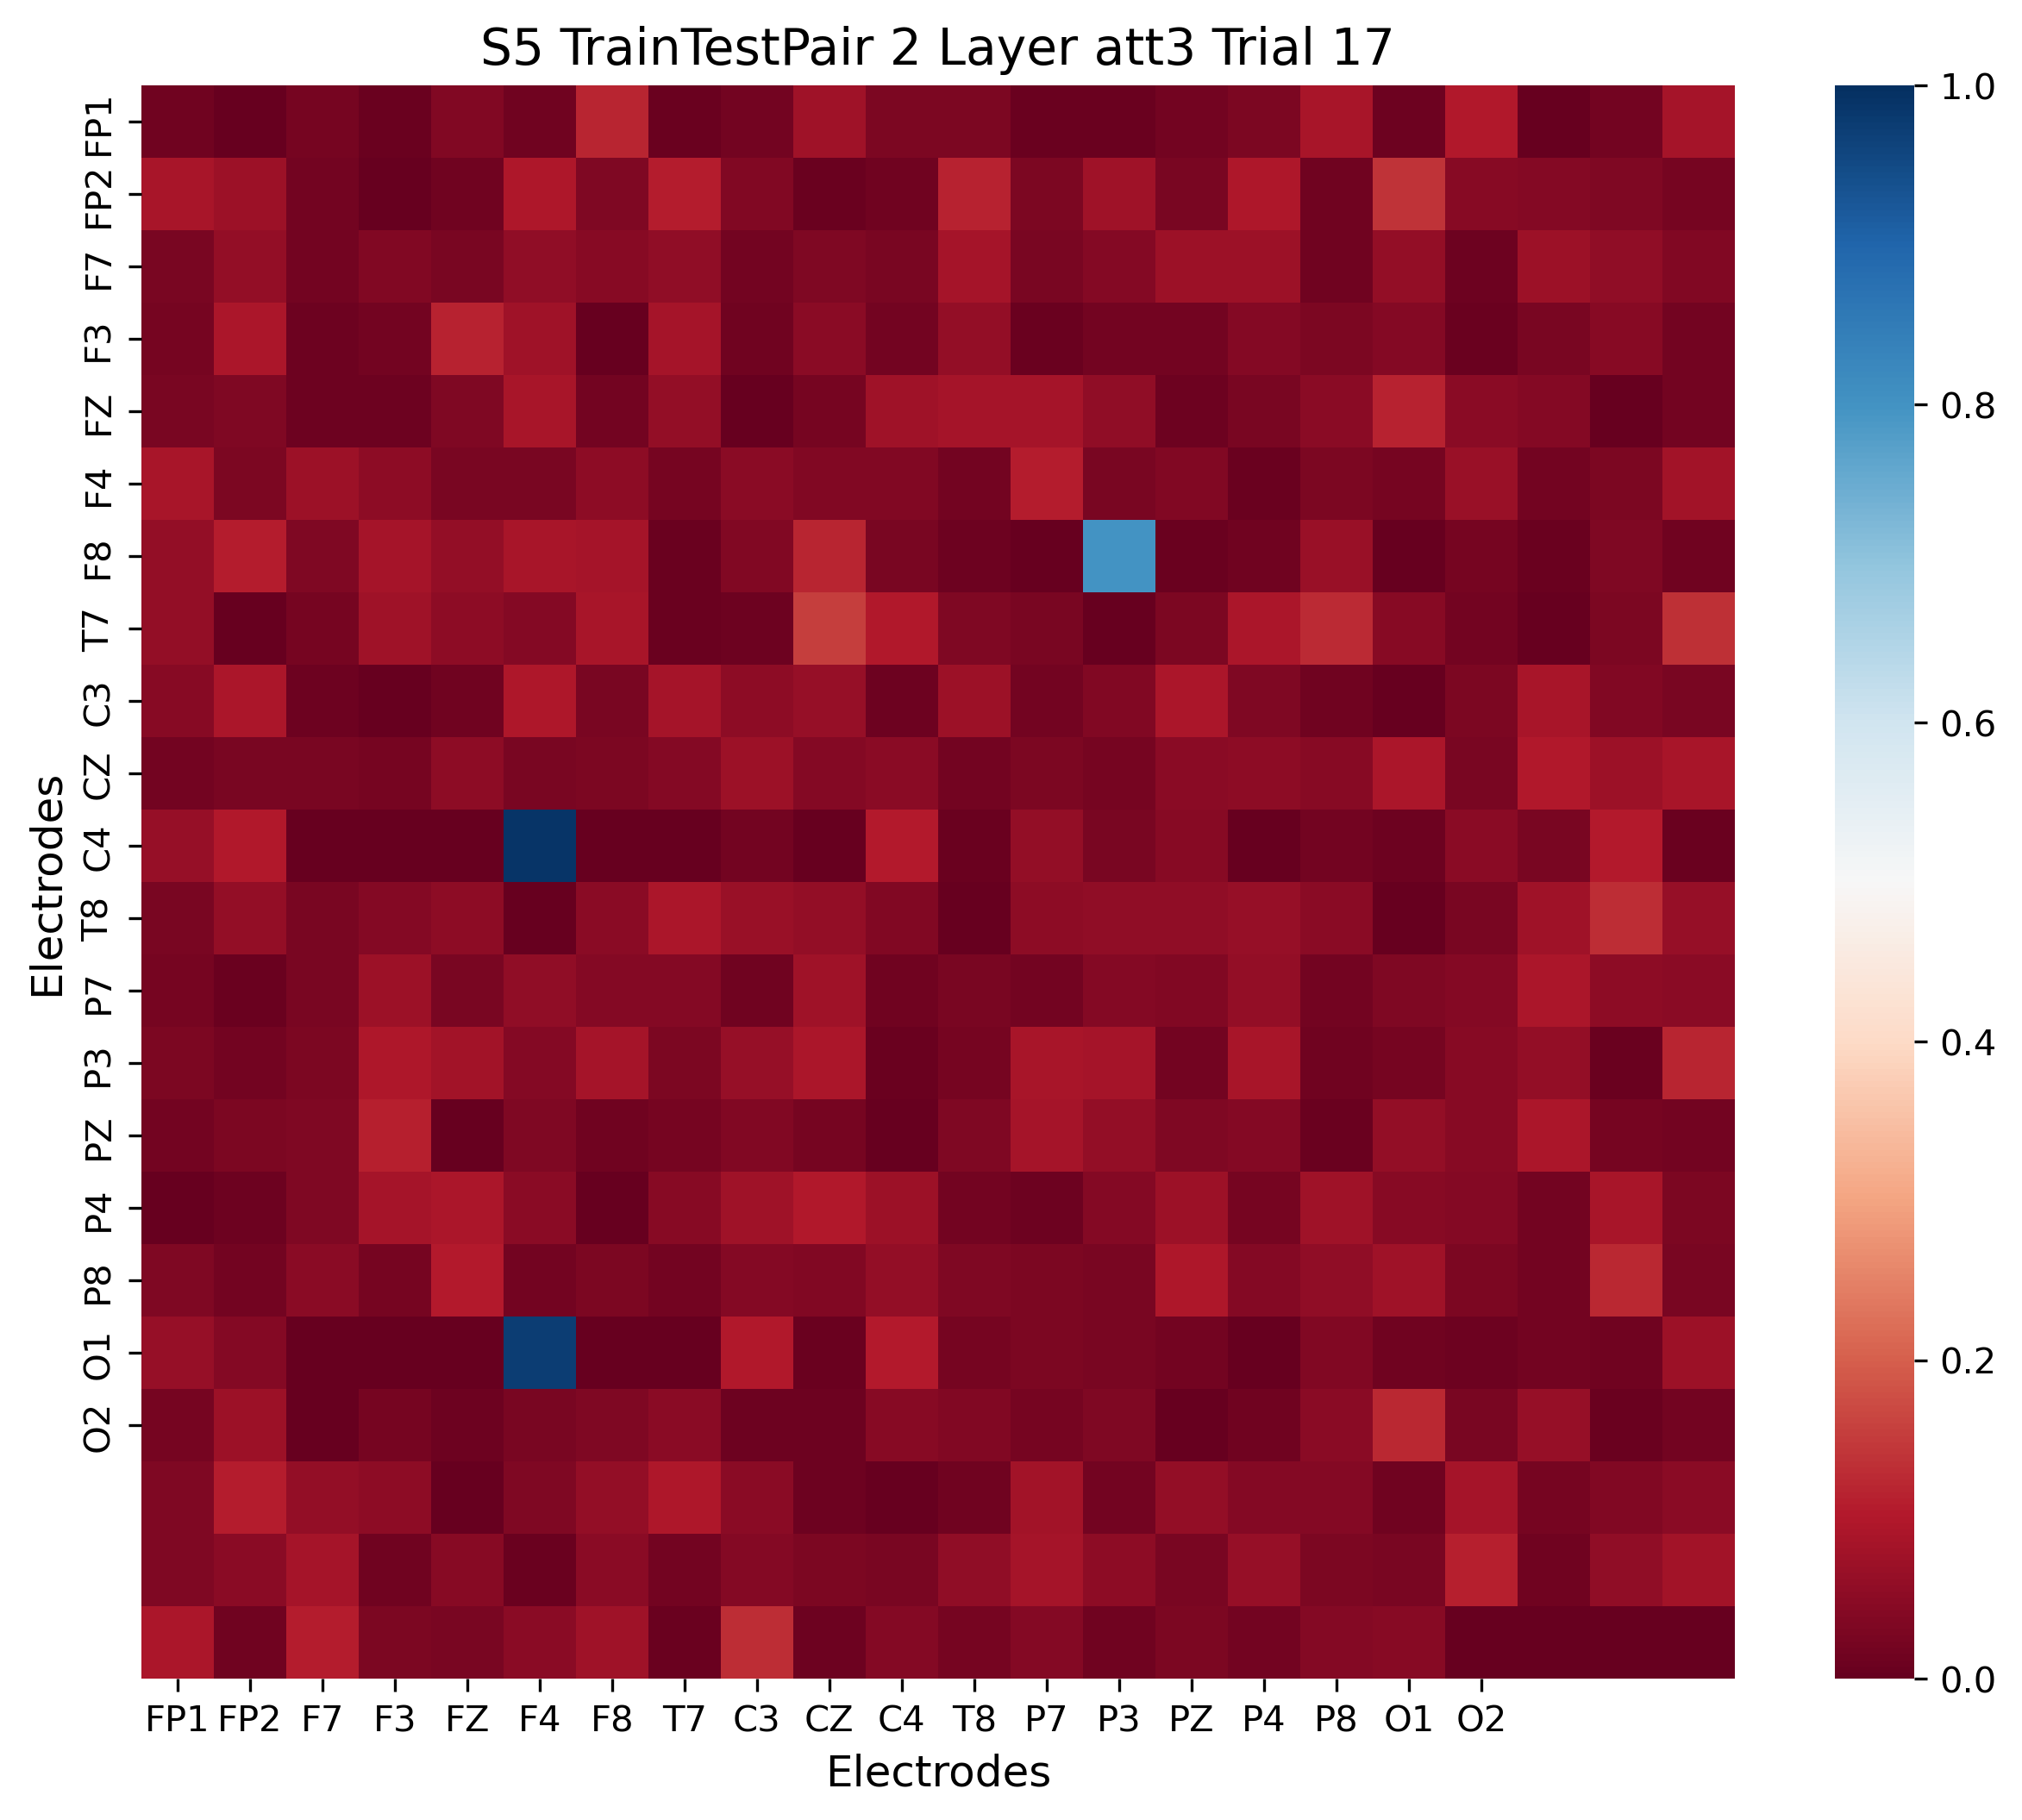 S5 TrainTestPair 2 Layer att3 Trial 17
Electrodes
FP1
FP2
F7
F3
FZ
F4
F8
T7
C3
CZ
C4
T8
P7
P3
PZ
P4
P8
O1
O2
1.0
0.8
0.6
0.4
0.2
0.0
FP1 FP2 F7 F3 FZ F4 F8 T7 C3 CZ C4 T8 P7 P3 PZ P4 P8 O1 O2
Electrodes